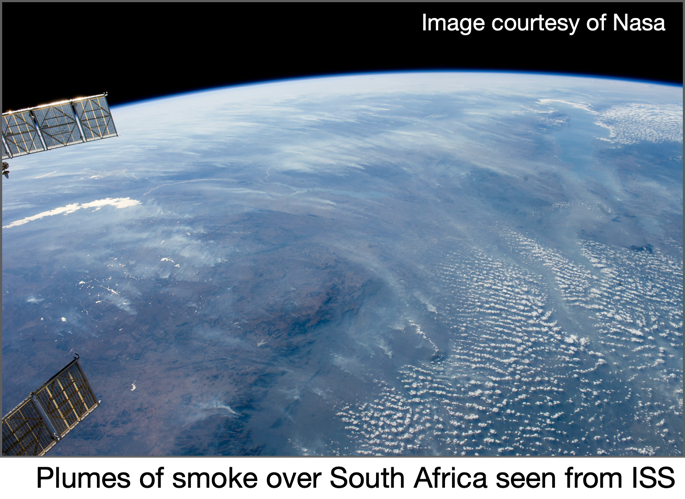 Image courtesy of Nasa
Plumes of smoke over South Africa seen from ISS